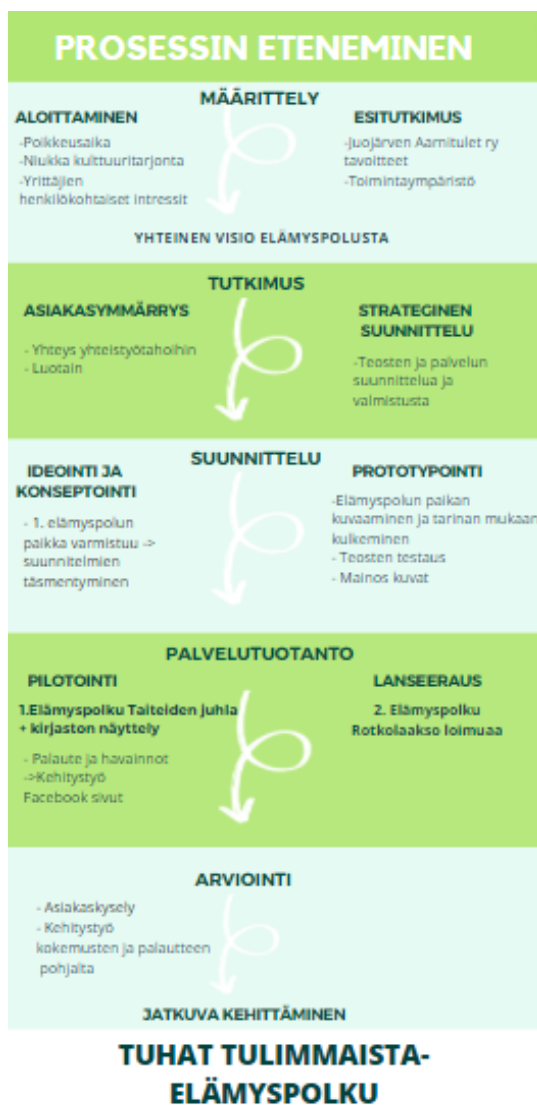 PROSESSIN ETENEMINEN
MÄÄRITTELY
ALOITTAMINEN
-Poikkeusaika
-Niukka kulttuuritarjonta
-Yrittäjien
henkilökohtaiset intressit
ESITUTKIMUS
-Juojärven Aarnitulet ry
tavoitteet
-Toimintaympäristö
YHTEINEN VISIO ELÄMYSPOLUSTA
TUTKIMUS
ASIAKASYMMÄRRYS
- Yhteys yhteistyötahoihin
- Luotain
STRATEGINEN
SUUNNITTELU
-Teosten ja palvelun
suunnittelua ja
valmistusta
SUUNNITTELU
IDEOINTI JA
KONSEPTOINTI
- 1. elämyspolun
paikka varmistuu ->
suunnitelmien
täsmentyminen
PROTOTYPOINTI
-Elämyspolun paikan
kuvaaminen ja tarinan mukaan
kulkeminen
- Teosten testaus
- Mainos kuvat
PALVELUTUOTANTO
PILOTOINTI
1.Elämyspolku Taiteiden juhla
+ kirjaston näyttely
- Palaute ja havainnot
->Kehitystyö
Facebook sivut
LANSEERAUS
2. Elämyspolku
Rotkolaakso loimuaa
ARVIOINTI
- Asiakaskysely
- Kehitystyö
kokemusten ja palautteen
pohjalta
JATKUVA KEHITTÄMINEN
TUHAT TULIMMAISTA-
ELÄMYSPOLKU